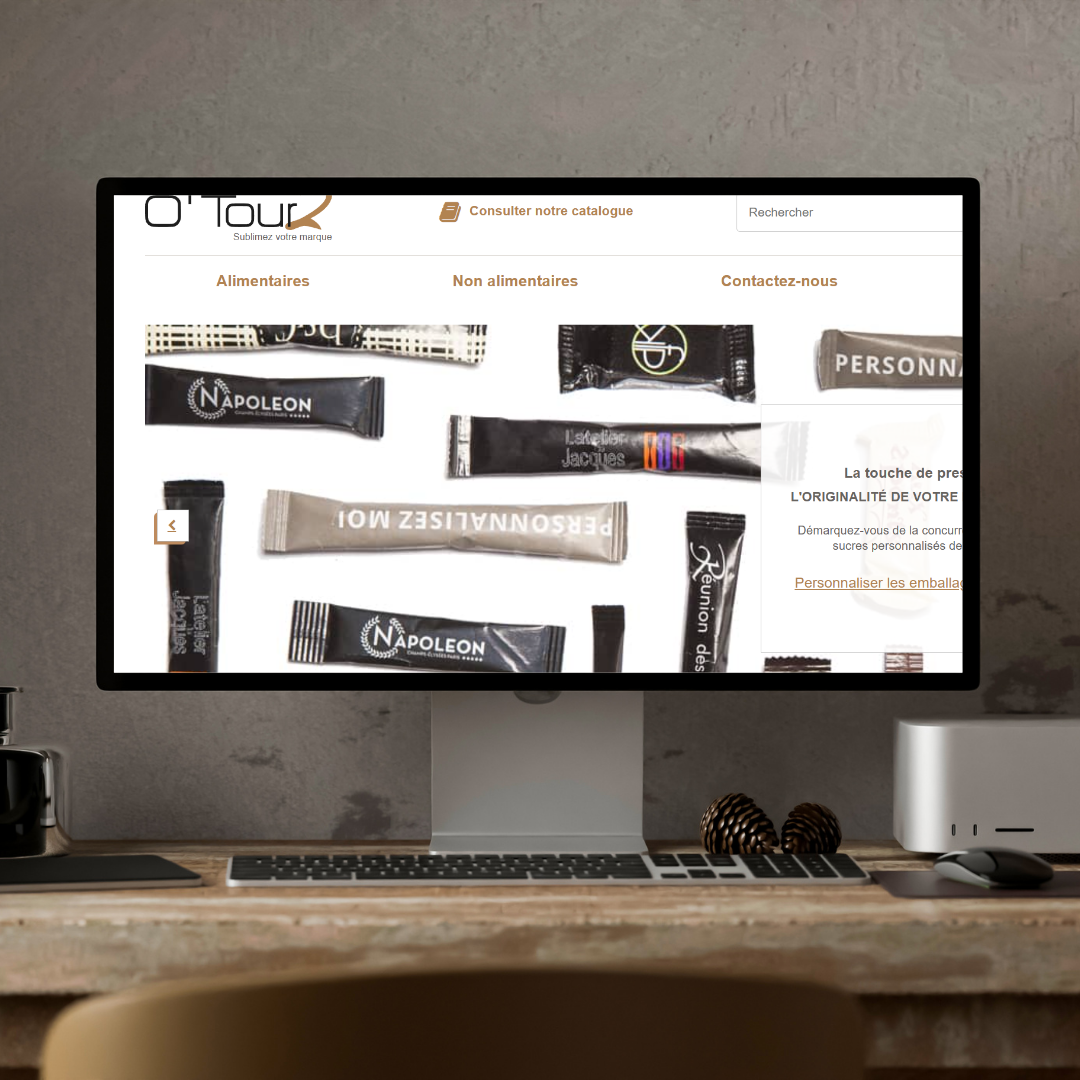 O'Tour
Sublimez votre marque
Consulter notre catalogue
Rechercher
Alimentaires
Non alimentaires
Contactez-nous
PERSONN
NAPOLEON
CHAMPS-ÉLYSÉES PARIS
L'atelier
Jacques
PERSONNALISEZ MOI
La touche de pres
L'ORIGINALITÉ DE VOTRE
Démarquez-vous de la concurr
sucres personnalisés de
Personnaliser les emballag
L'atelier
Jacques
NAPOLEON
CHAMPS-ÉLYSÉES PARIS
Réunion des